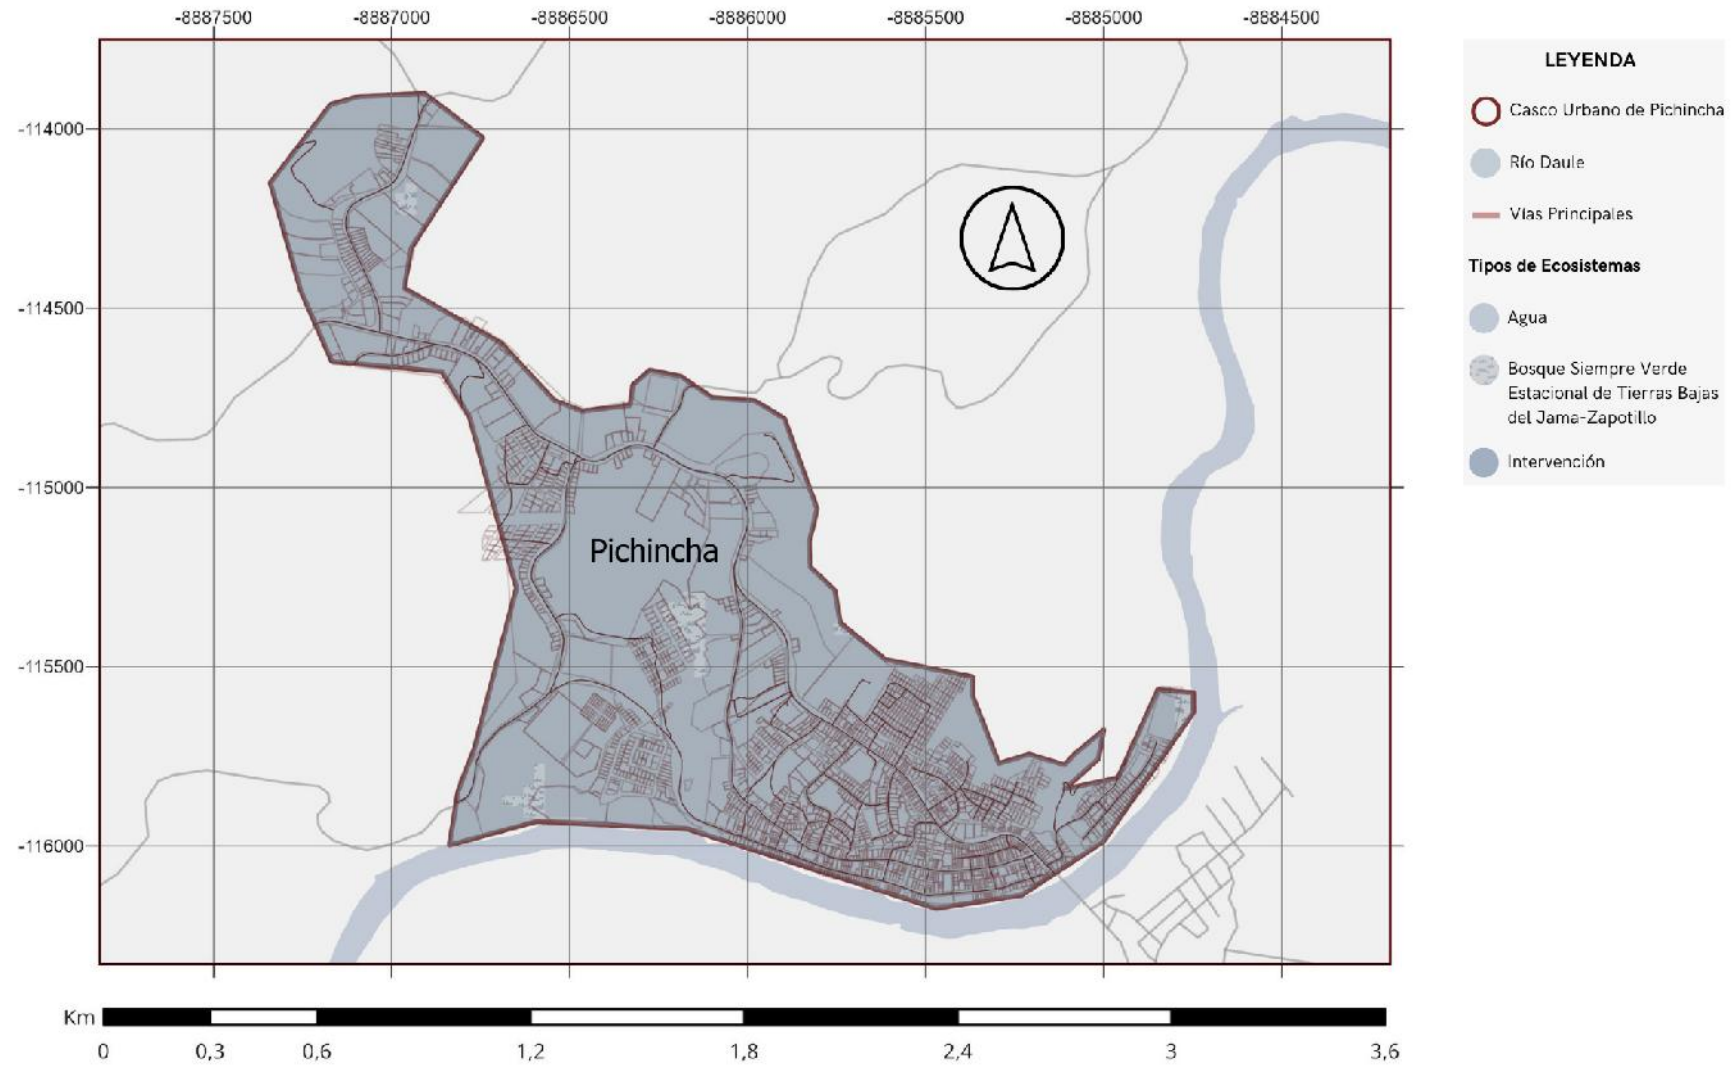 -8887500 -8887000 -8886500 -8886000 -8885500 -8885000 -8884500
-114000
-114500
-115000
-115500
-116000
Pichincha
LEYENDA
Casco Urbano de Pichincha
Río Daule
Vías Principales
Tipos de Ecosistemas
Agua
Bosque Siempre Verde
Estacional de Tierras Bajas
del Jama-Zapotillo
Intervención
Km
0 0,3 0,6 1,2 1,8 2,4 3 3,6